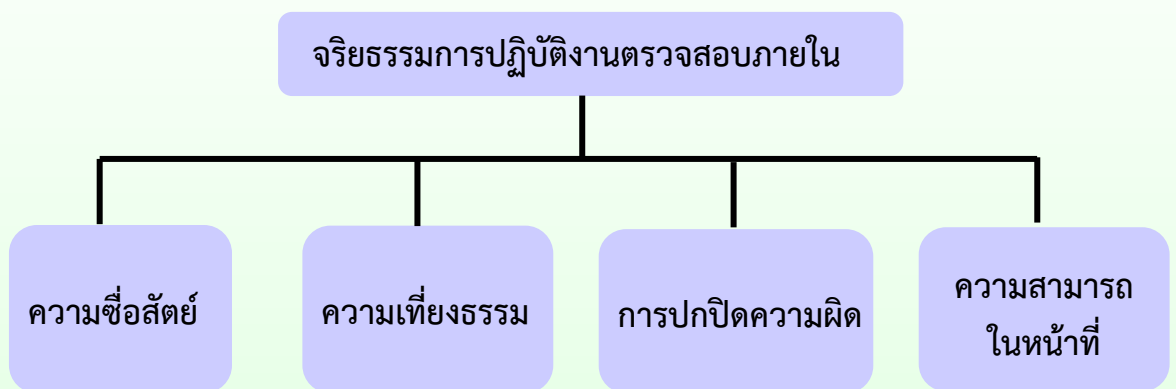 จริยธรรมการปฏิบัติงานตรวจสอบภายใน
ความซื่อสัตย์
ความเที่ยงธรรม
การปกปิดความผิด
ความสามารถ
ในหน้าที่